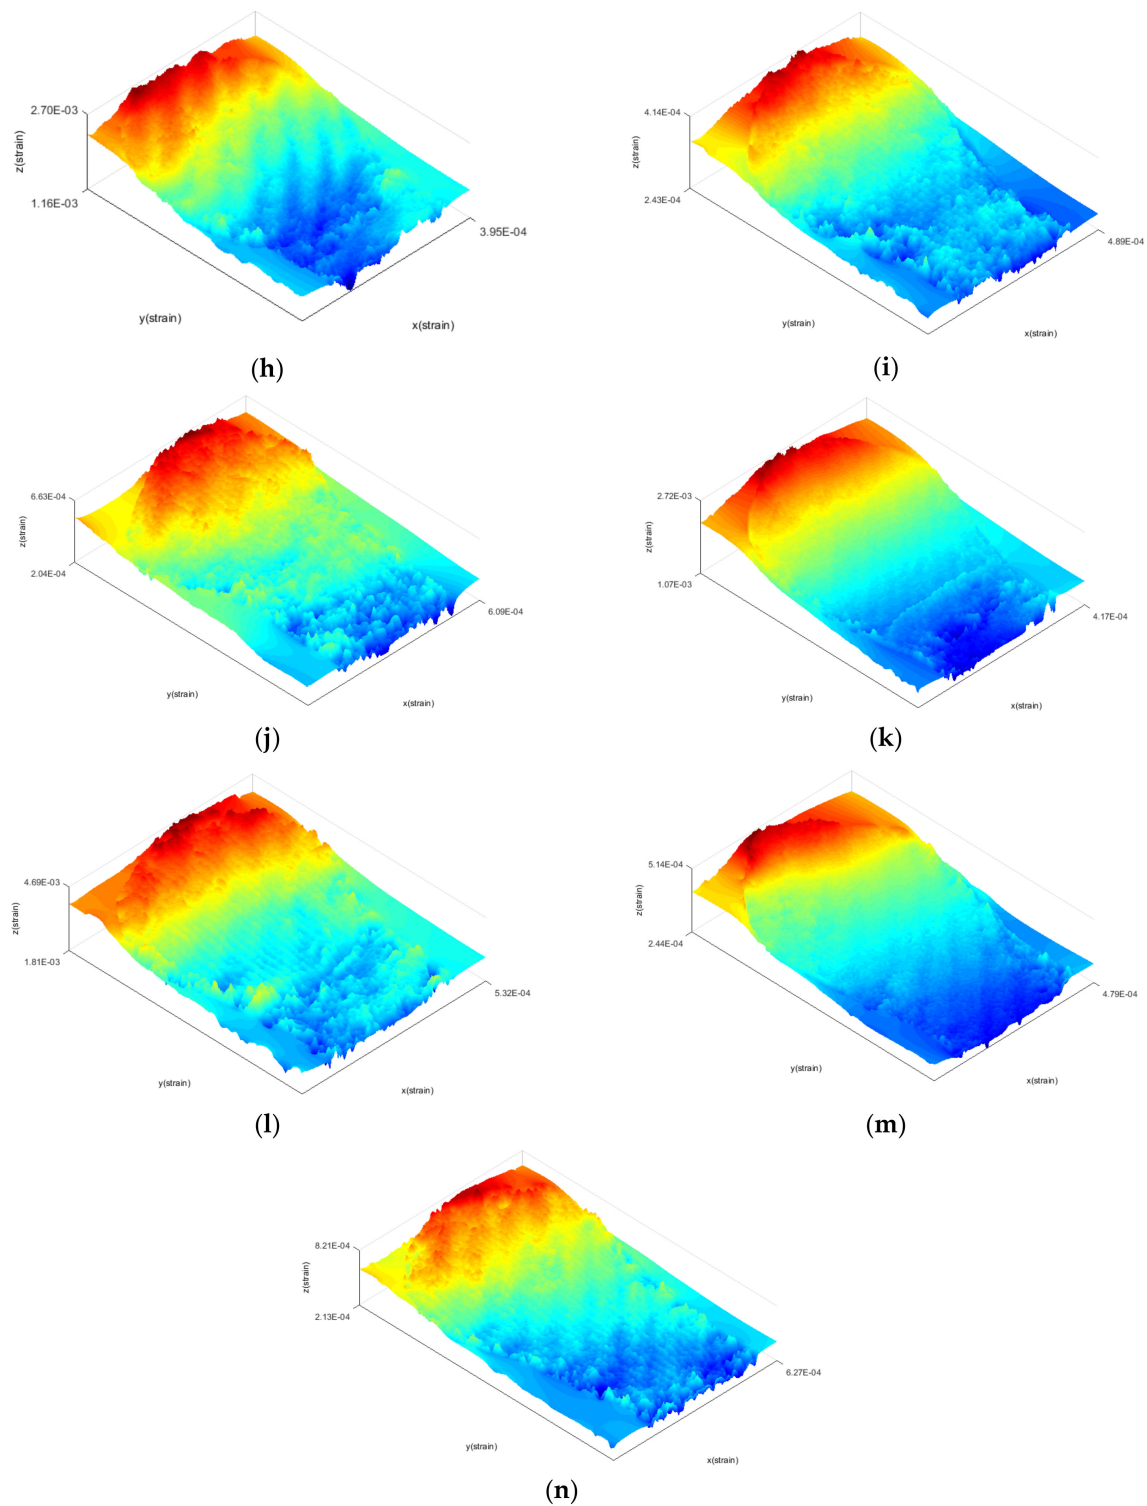 2.70E-03
z(strain)
1.16E-03
3.95E-04
y(strain)
x(strain)
(h)
4.14E-04
z(strain)
2.43E-04
4.89E-04
y(strain)
x(strain)
(i)
6.63E-04
z(strain)
2.04E-04
6.09E-04
y(strain)
x(strain)
(j)
2.72E-03
z(strain)
1.07E-03
4.17E-04
y(strain)
x(strain)
(k)
4.69E-03
z(strain)
1.81E-03
5.32E-04
y(strain)
x(strain)
(l)
5.14E-04
z(strain)
2.44E-04
4.79E-04
y(strain)
x(strain)
(m)
8.21E-04
z(strain)
2.13E-04
6.27E-04
y(strain)
x(strain)
(n)